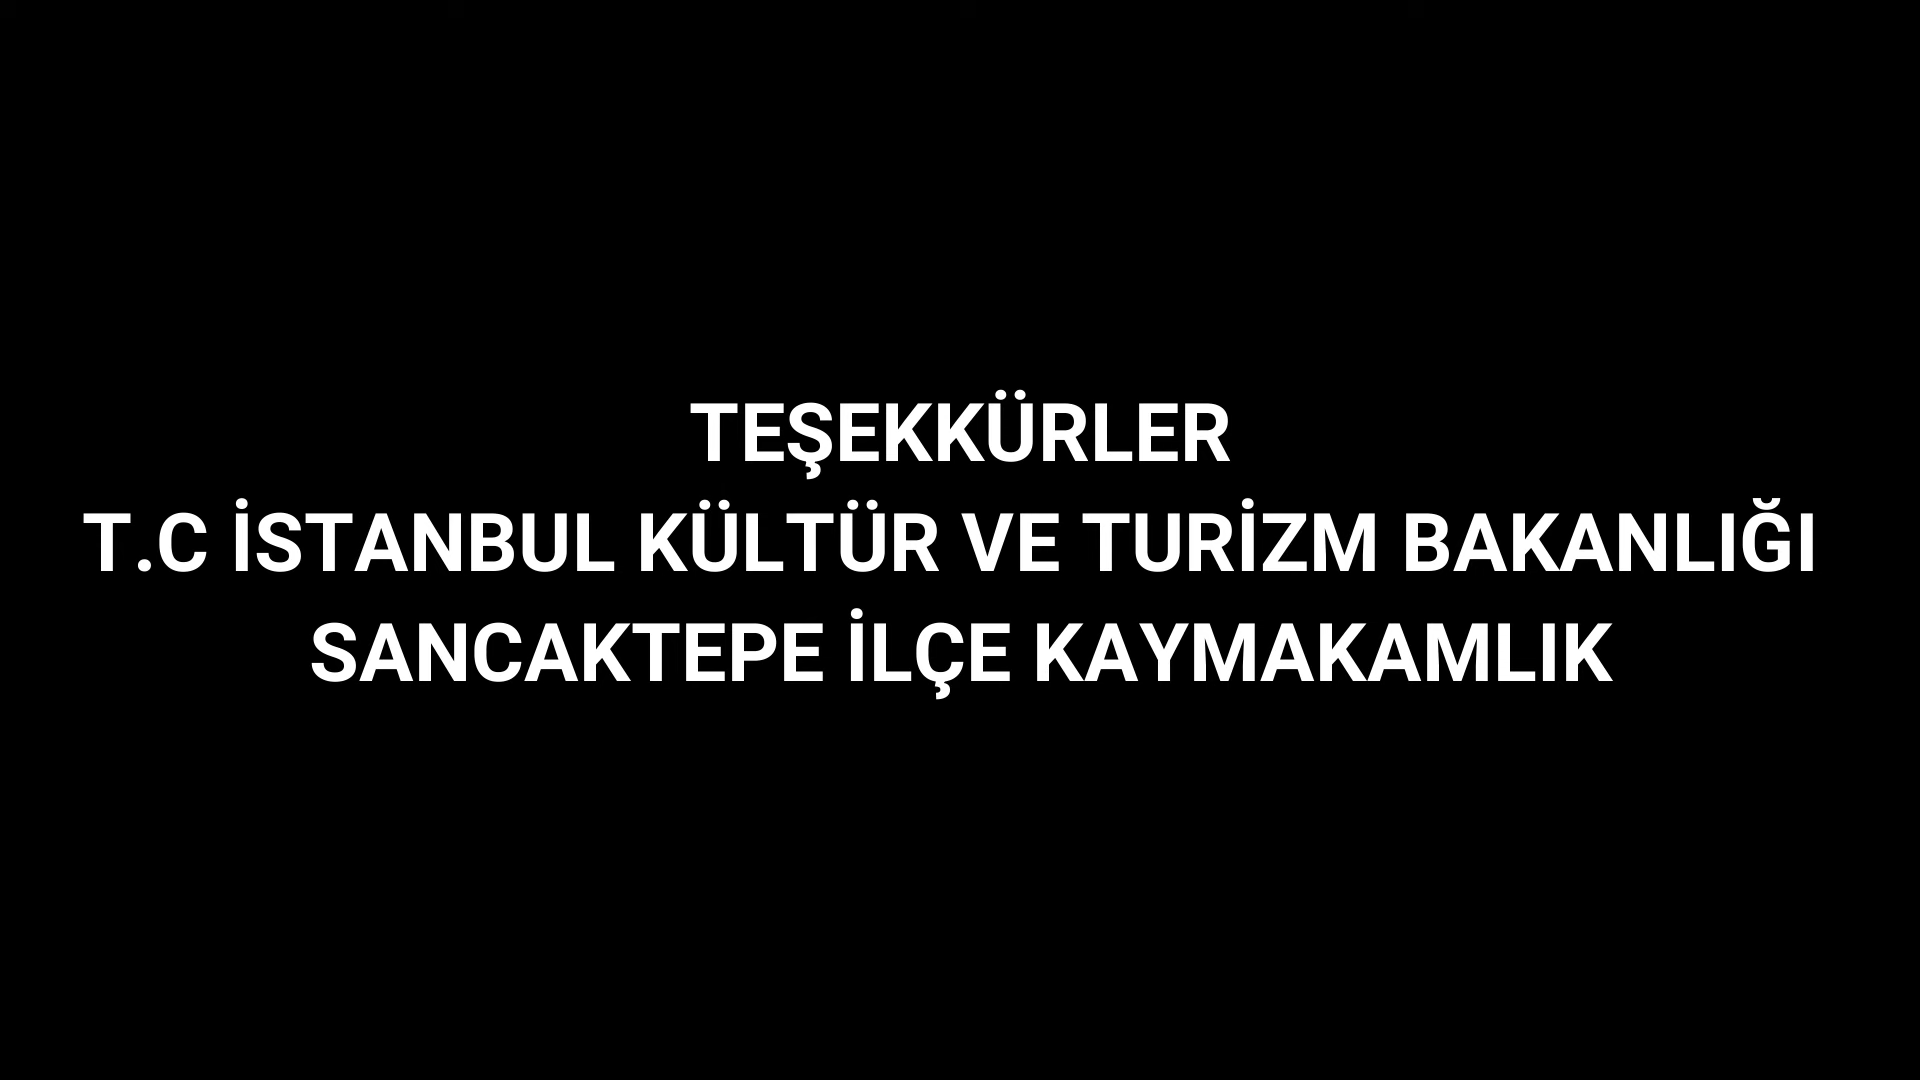 TEŞEKKÜRLER
T.C İSTANBUL KÜLTÜR VE TURİZM BAKANLIĞI
SANCAKTEPE İLÇE KAYMAKAMLIK